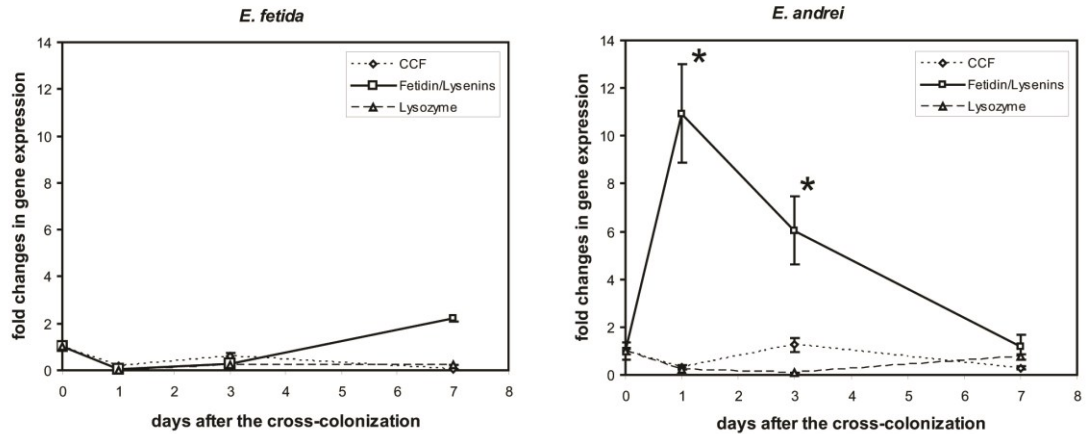 E. fetida
14
12
10
8
6
4
2
0
0 1 2 3 4 5 6 7 8
fold changes in gene expression
days after the cross-colonization
CCF
Fetidin/Lysenins
Lysozyme
E. andrei
14
12
10
8
6
4
2
0
0 1 2 3 4 5 6 7 8
fold changes in gene expression
days after the cross-colonization
CCF
Fetidin/Lysenins
Lysozyme
*
*